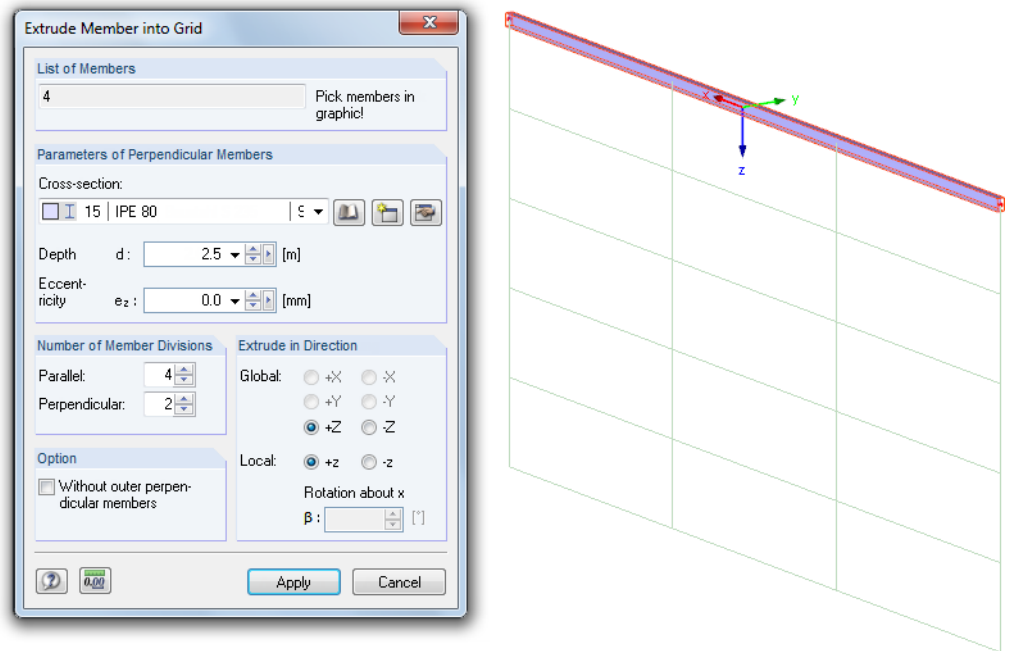 Extrude Member into Grid
List of Members
4
Pick members in
graphic!
Parameters of Perpendicular Members
Cross-section:
15 IPE 80 S
Depth d : 2.5 [m]
Eccent-
ricity ez : 0.0 [mm]
Number of Member Divisions
Parallel: 4
Perpendicular: 2
Option
Without outer perpen-
dicular members
Extrude in Direction
Global: +X -X
+Y -Y
+Z -Z
Local: +z -z
Rotation about x
β : [°]
0.00
Apply Cancel
x
Y
z